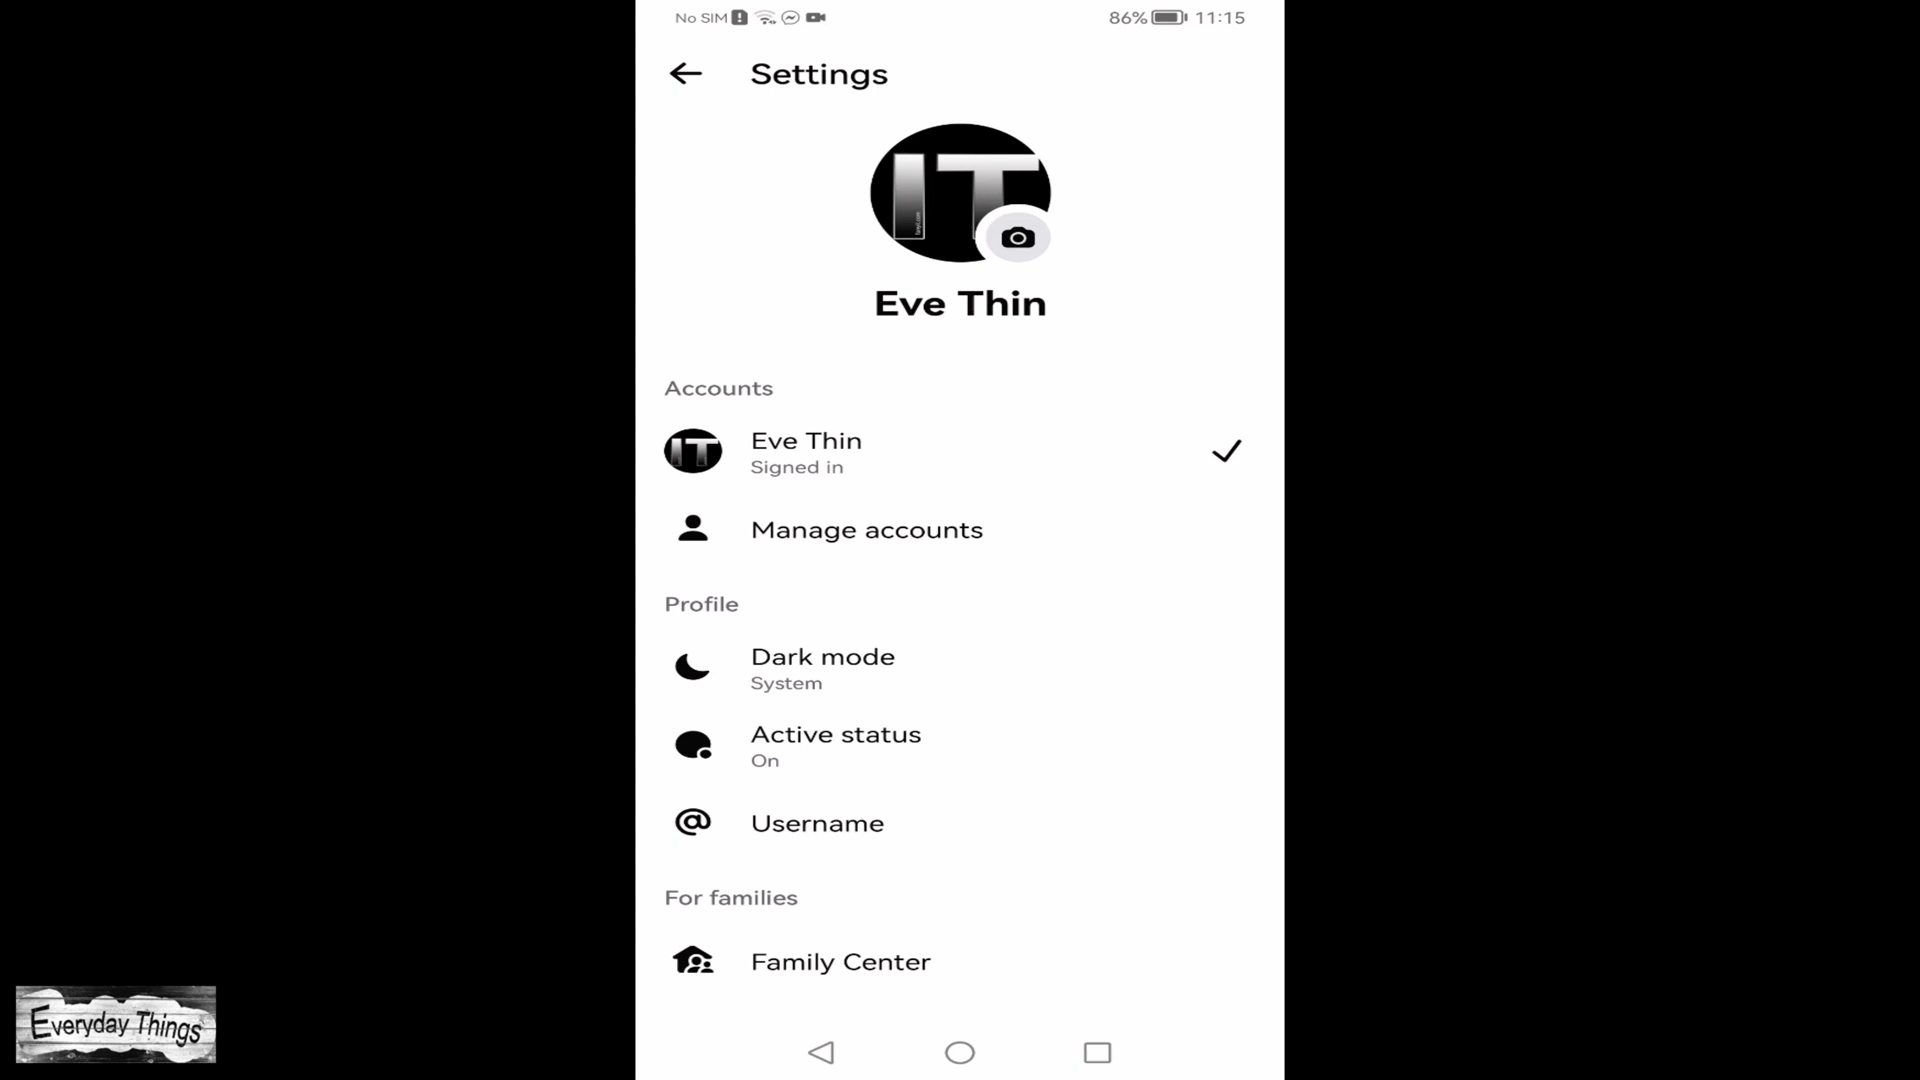 No SIM 86% 11:15
Settings
IT
Eve Thin
Accounts
IT
Eve Thin
Signed in
Manage accounts
Profile
Dark mode
System
Active status
On
@
Username
For families
Family Center
Everyday Things